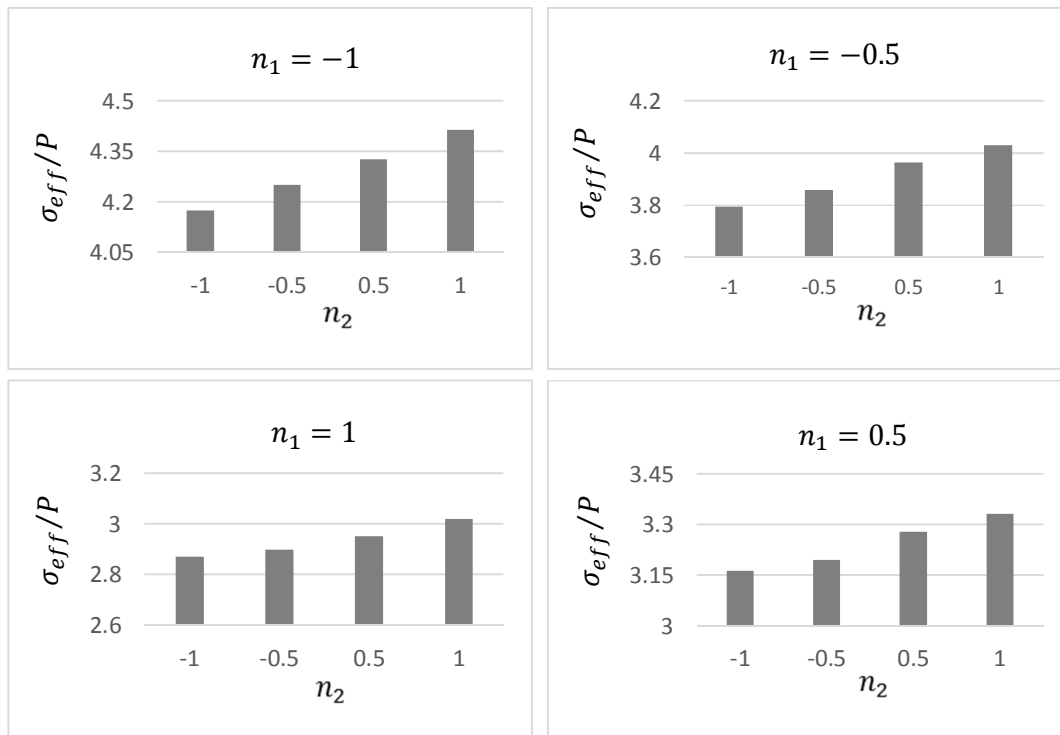 n₁ = −1
σ_eff/P
4.5
4.35
4.2
4.05
-1 -0.5 0.5 1
n₂
n₁ = −0.5
σ_eff/P
4.2
4
3.8
3.6
-1 -0.5 0.5 1
n₂
n₁ = 1
σ_eff/P
3.2
3
2.8
2.6
-1 -0.5 0.5 1
n₂
n₁ = 0.5
σ_eff/P
3.45
3.3
3.15
3
-1 -0.5 0.5 1
n₂